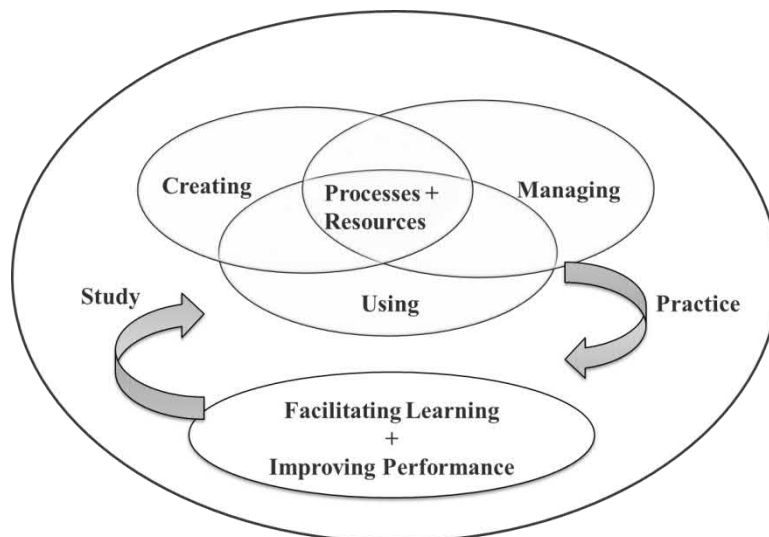 Creating
Processes +
Resources
Managing
Using
Study
Practice
Facilitating Learning
+
Improving Performance